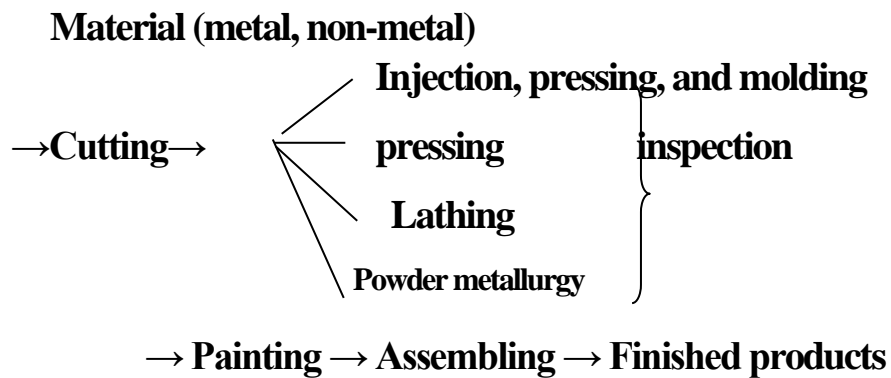 Material (metal, non-metal)
Injection, pressing, and molding
→Cutting→ pressing inspection
Lathing
Powder metallurgy
→ Painting → Assembling → Finished products